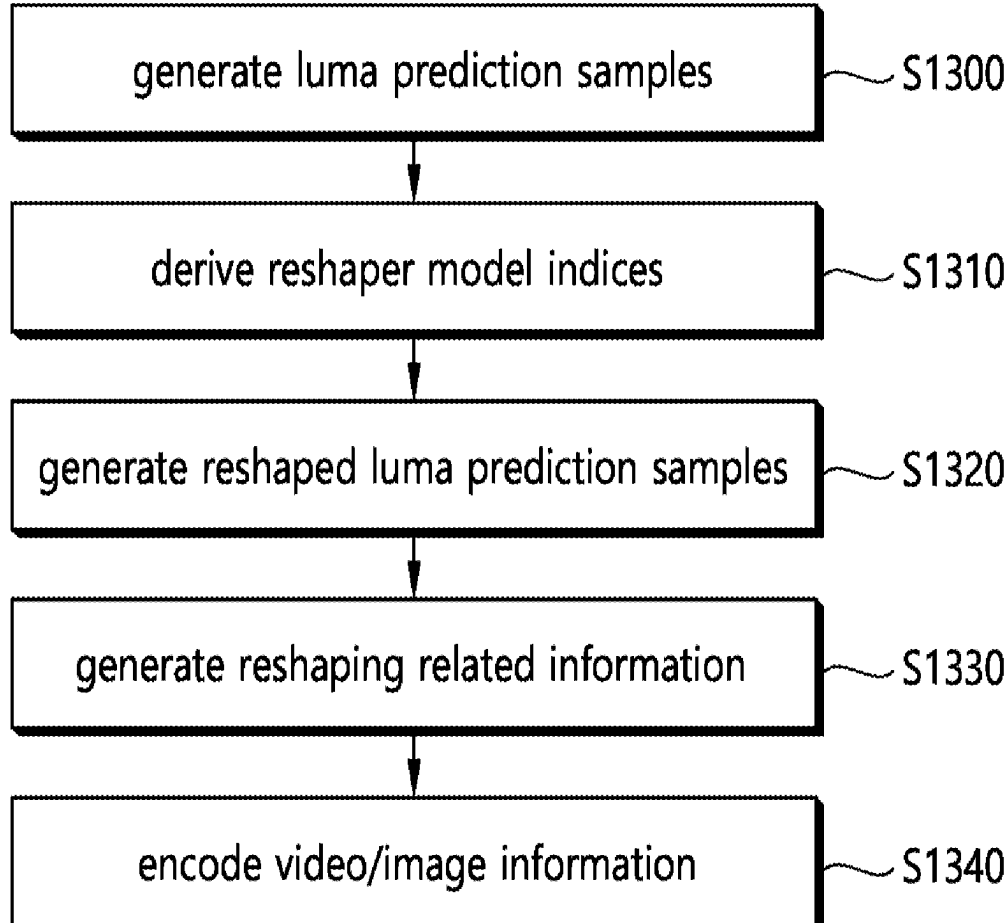 generate luma prediction samples S1300
derive reshaper model indices S1310
generate reshaped luma prediction samples S1320
generate reshaping related information S1330
encode video/image information S1340